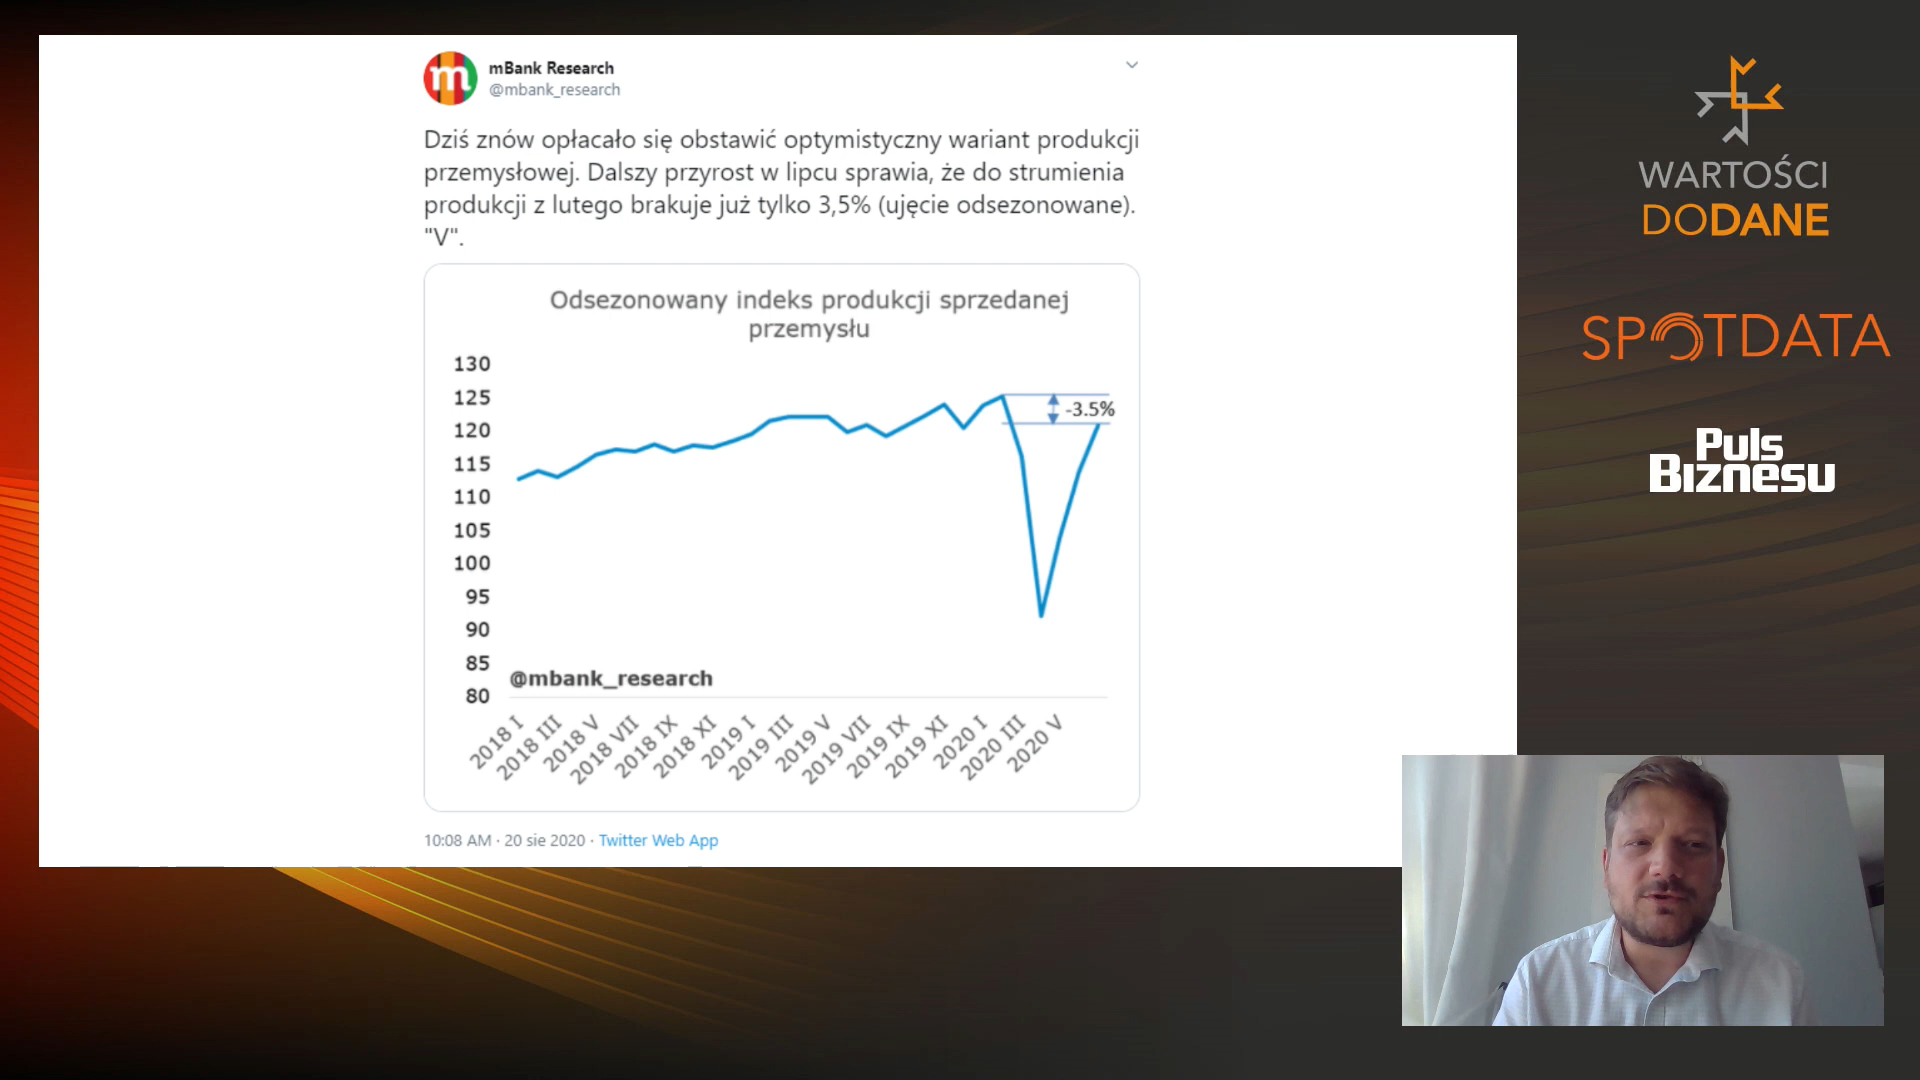 mBank Research
@mbank_research
Dziś znów opłacało się obstawić optymistyczny wariant produkcji
przemysłowej. Dalszy przyrost w lipcu sprawia, że do strumienia
produkcji z lutego brakuje już tylko 3,5% (ujęcie odsezonowane).
"V".
Odsezonowany indeks produkcji sprzedanej
przemysłu
130
125
120
115
110
105
100
95
90
85
80
-3.5%
@mbank_research
2018 I
2018 III
2018 V
2018 VII
2018 IX
2018 XI
2019 I
2019 III
2019 V
2019 VII
2019 IX
2019 XI
2020 I
2020 III
2020 V
10:08 AM · 20 sie 2020 · Twitter Web App
WARTOŚCI
DODANE
SPOTDATA
Puls
Biznesu